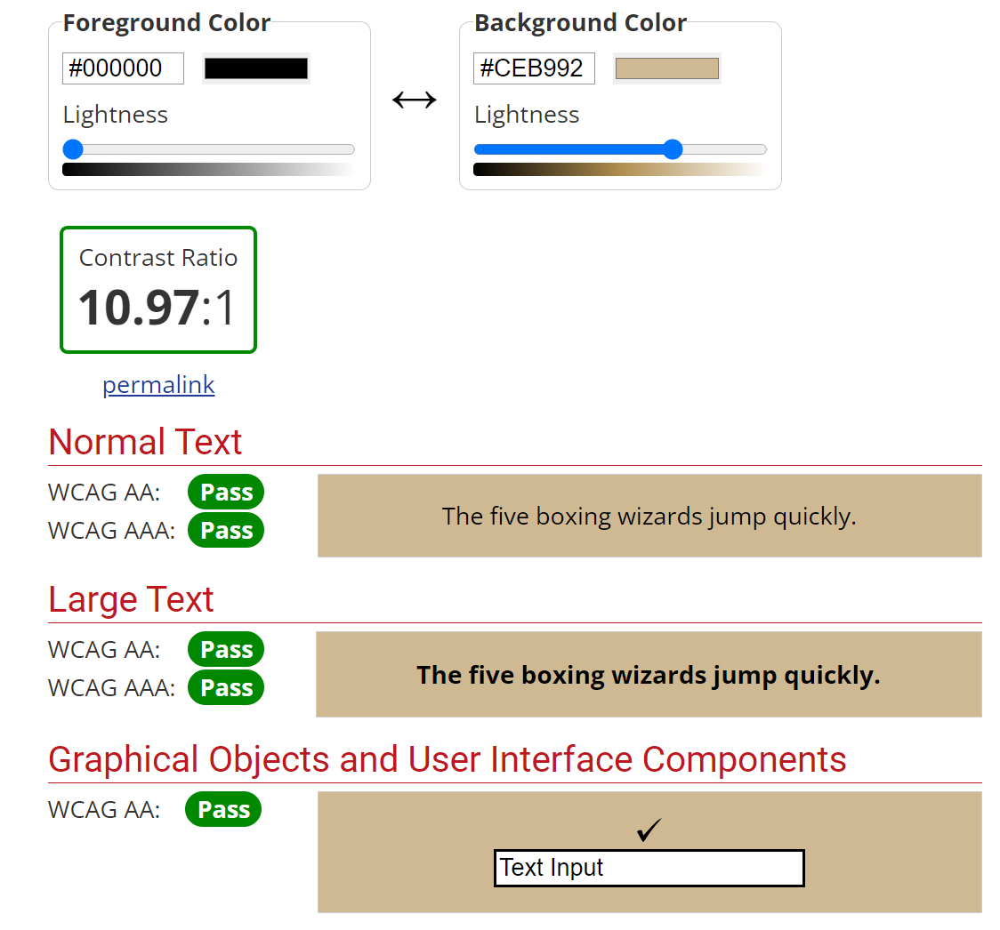 Foreground Color
Background Color
#000000
#CEB992
Lightness
Lightness
Contrast Ratio
10.97:1
permalink
Normal Text
WCAG AA: Pass
WCAG AAA: Pass
The five boxing wizards jump quickly.
Large Text
WCAG AA: Pass
WCAG AAA: Pass
The five boxing wizards jump quickly.
Graphical Objects and User Interface Components
WCAG AA: Pass
✓
Text Input